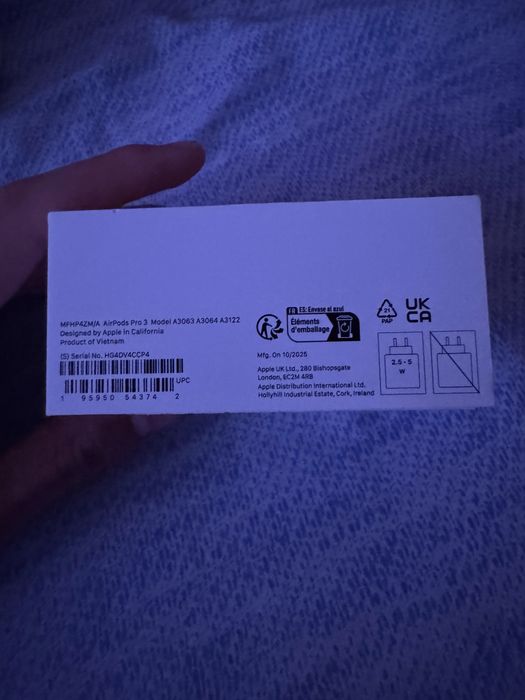 MFHP4ZM/A AirPods Pro 3 Model A3063 A3064 A3122
Designed by Apple in California
Product of Vietnam
(S) Serial No. HG4DV4CCP4
UPC
1 95950 54374 2
FR ES: Envase al azul
Éléments
d'emballage
Mfg. On 10/2025
Apple UK Ltd., 280 Bishopsgate
London, EC2M 4RB
Apple Distribution International Ltd.
Hollyhill Industrial Estate, Cork, Ireland
21
PAP
UK
CA
2.5 - 5
W